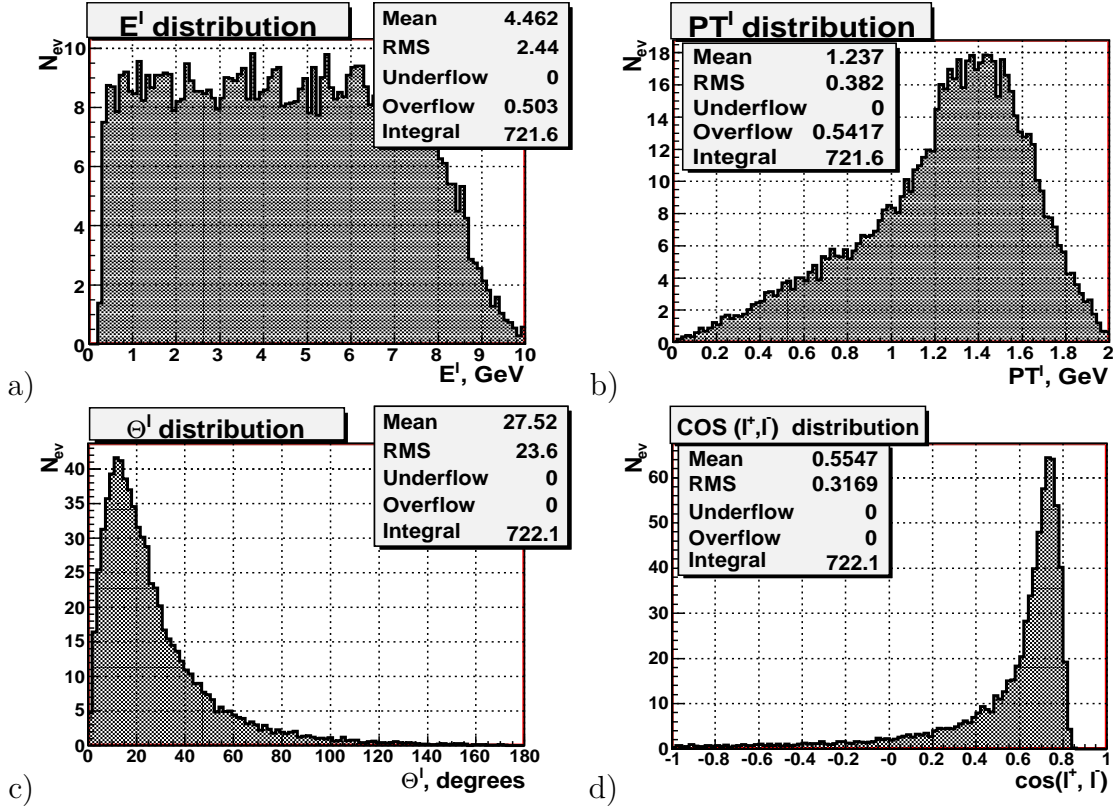 E^l distribution
Mean 4.462
RMS 2.44
Underflow 0
Overflow 0.503
Integral 721.6
N_ev
10
8
6
4
2
0
0 1 2 3 4 5 6 7 8 9 10
E^l, GeV
a)
PT^l distribution
Mean 1.237
RMS 0.382
Underflow 0
Overflow 0.5417
Integral 721.6
N_ev
18
16
14
12
10
8
6
4
2
0
0 0.2 0.4 0.6 0.8 1 1.2 1.4 1.6 1.8 2
PT^l, GeV
b)
Θ^l distribution
Mean 27.52
RMS 23.6
Underflow 0
Overflow 0
Integral 722.1
N_ev
40
35
30
25
20
15
10
5
0
0 20 40 60 80 100 120 140 160 180
Θ^l, degrees
c)
COS (l^+,l^-) distribution
Mean 0.5547
RMS 0.3169
Underflow 0
Overflow 0
Integral 722.1
N_ev
60
50
40
30
20
10
0
-1 -0.8 -0.6 -0.4 -0.2 -0 0.2 0.4 0.6 0.8 1
cos(l^+, l^-)
d)